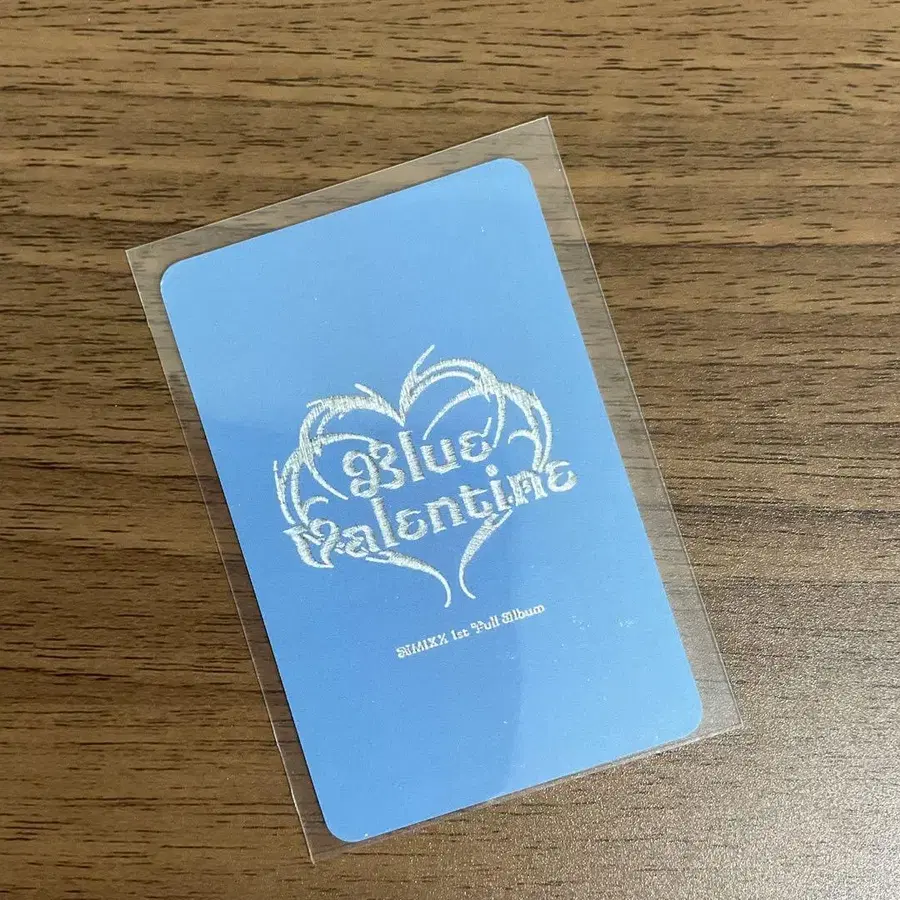 Blue
Valentine
NMIXX 1st Full Album